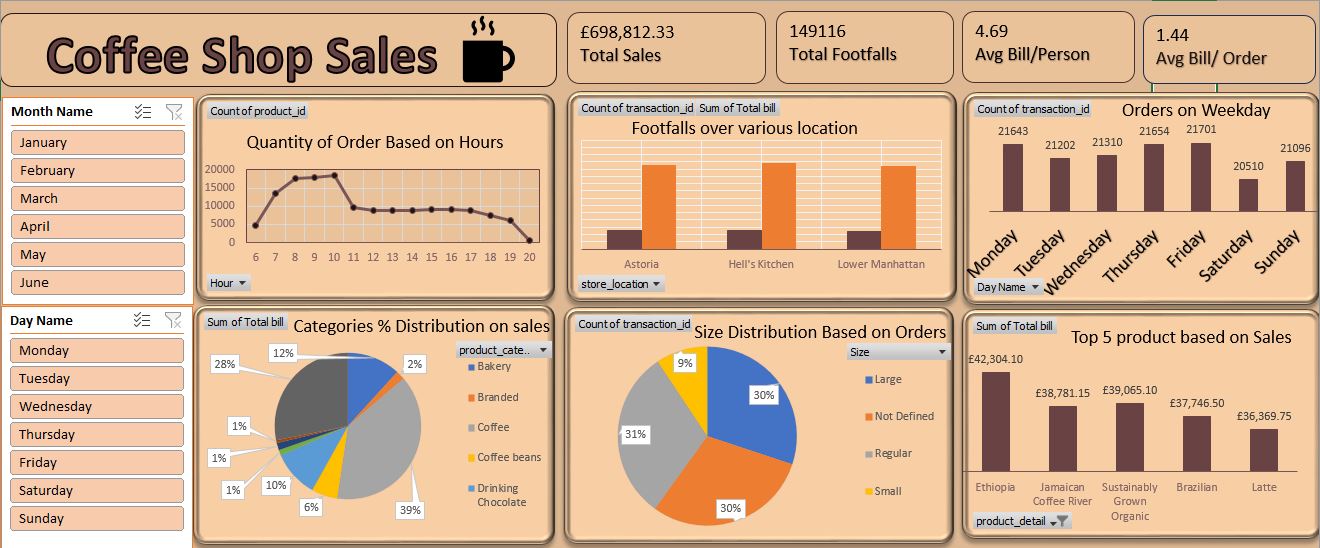 Coffee Shop Sales
£698,812.33
Total Sales
149116
Total Footfalls
4.69
Avg Bill/Person
1.44
Avg Bill/ Order
Month Name
January
February
March
April
May
June
Day Name
Monday
Tuesday
Wednesday
Thursday
Friday
Saturday
Sunday
Count of product_id
Quantity of Order Based on Hours
20000
15000
10000
5000
0
6 7 8 9 10 11 12 13 14 15 16 17 18 19 20
Hour
Count of transaction_id Sum of Total bill
Footfalls over various location
Astoria Hell's Kitchen Lower Manhattan
store_location
Count of transaction_id
Orders on Weekday
21643 21202 21310 21654 21701 20510 21096
Monday Tuesday Wednesday Thursday Friday Saturday Sunday
Day Name
Sum of Total bill
Categories % Distribution on sales
product_cate..
12%
2%
28%
1%
1%
1%
10%
6%
39%
Bakery
Branded
Coffee
Coffee beans
Drinking
Chocolate
Count of transaction_id
Size Distribution Based on Orders
Size
9%
30%
31%
30%
Large
Not Defined
Regular
Small
Sum of Total bill
Top 5 product based on Sales
£42,304.10
£38,781.15
£39,065.10
£37,746.50
£36,369.75
Ethiopia
Jamaican
Coffee River
Sustainably
Grown
Organic
Brazilian
Latte
product_detail